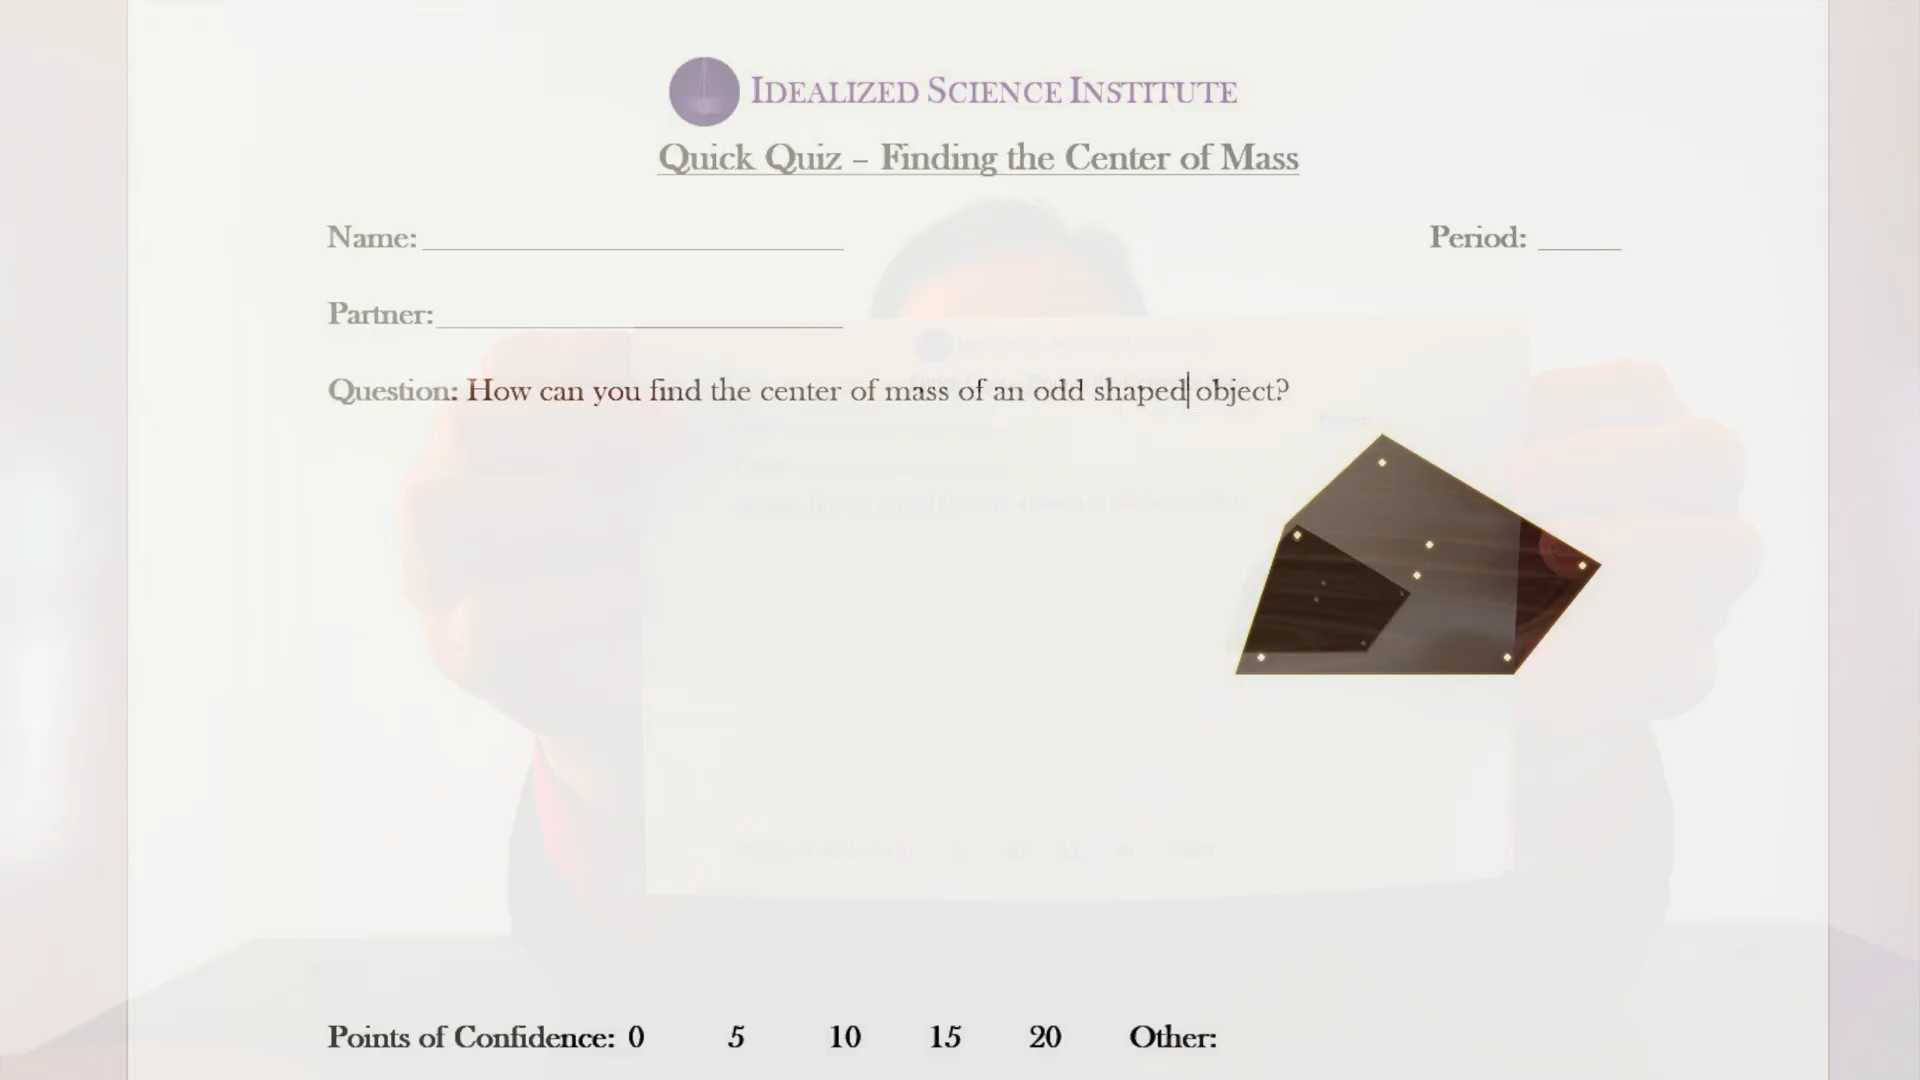 IDEALIZED SCIENCE INSTITUTE
Quick Quiz – Finding the Center of Mass
Name: Period:
Partner:
Question: How can you find the center of mass of an odd shaped object?
Points of Confidence: 0 5 10 15 20 Other: